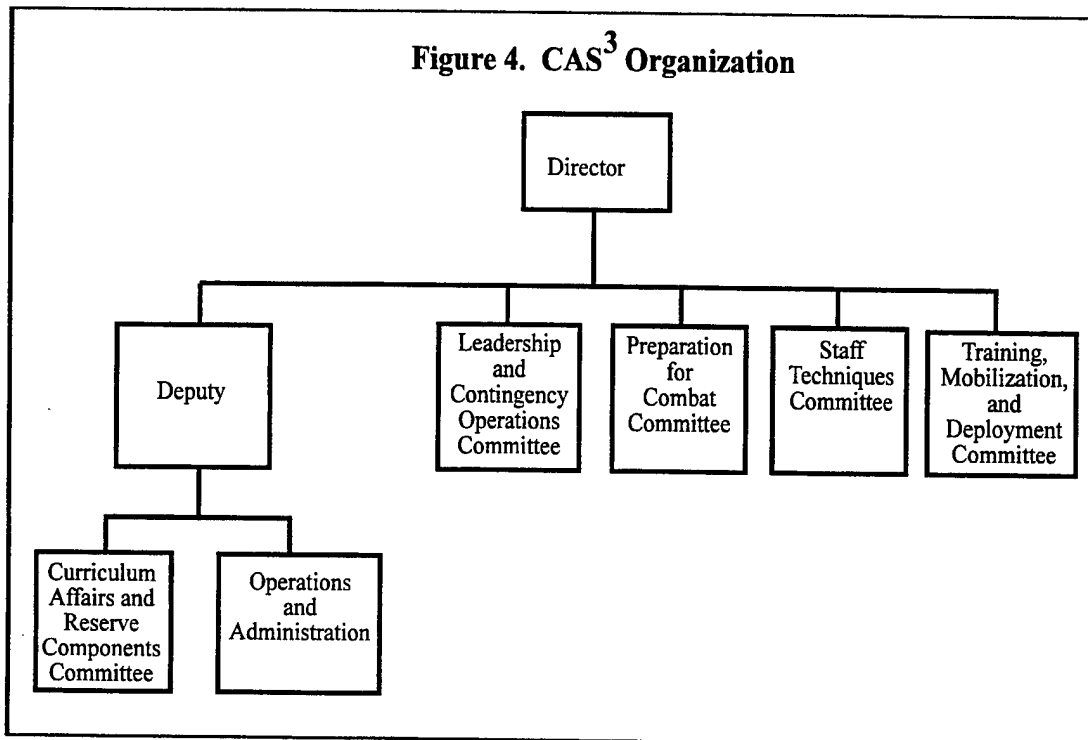 Figure 4. CAS³ Organization
Director
Deputy
Leadership
and
Contingency
Operations
Committee
Preparation
for
Combat
Committee
Staff
Techniques
Committee
Training,
Mobilization,
and
Deployment
Committee
Curriculum
Affairs and
Reserve
Components
Committee
Operations
and
Administration